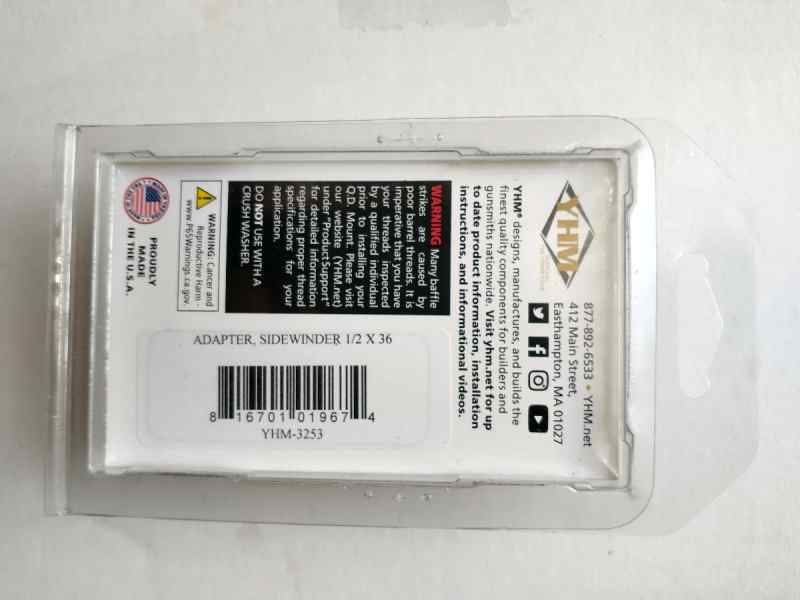 YHM
877-892-6533 • YHM.net
412 Main Street,
Easthampton, MA 01027
YHM® designs, manufactures, and builds the
finest quality components for builders and
gunsmiths nationwide. Visit yhm.net for up
to date product information, installation
instructions, and informational videos.
WARNING Many baffle
strikes are caused by
poor barrel threads. It is
imperative that you have
your threads inspected
by a qualified individual
prior to installing your
Q.D. Mount. Please visit
our website (YHM.net)
under "Product Support"
for detailed information
regarding proper thread
specifications for your
application.
DO NOT USE WITH A
CRUSH WASHER.
WARNING: Cancer and
Reproductive Harm -
www.P65Warnings.ca.gov.
PROUDLY
MADE
IN THE U.S.A.
ADAPTER, SIDEWINDER 1/2 X 36
8 16701 01967 4
YHM-3253